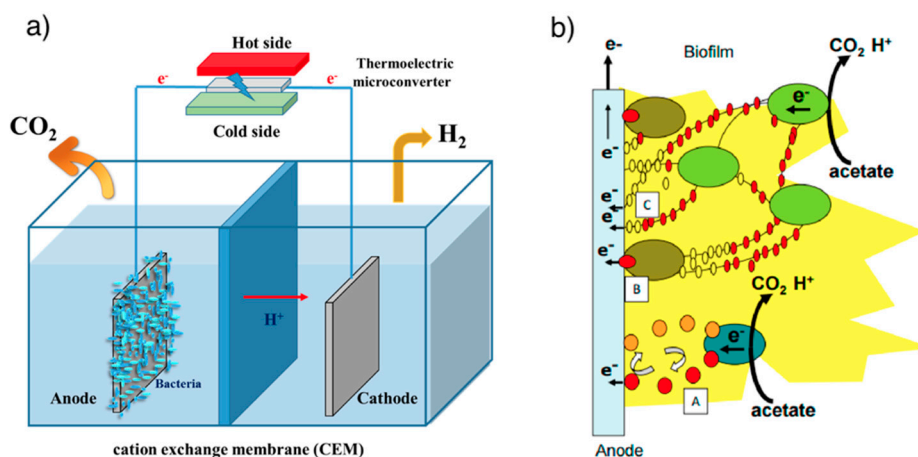 a)
Hot side
Thermoelectric
microconverter
e⁻
e⁻
Cold side
CO₂
H₂
H⁺
Bacteria
Anode
Cathode
cation exchange membrane (CEM)
b)
e-
Biofilm
CO₂ H⁺
e⁻
e⁻
acetate
C
e⁻
e⁻
e⁻
B
CO₂ H⁺
e⁻
e⁻
A
acetate
Anode